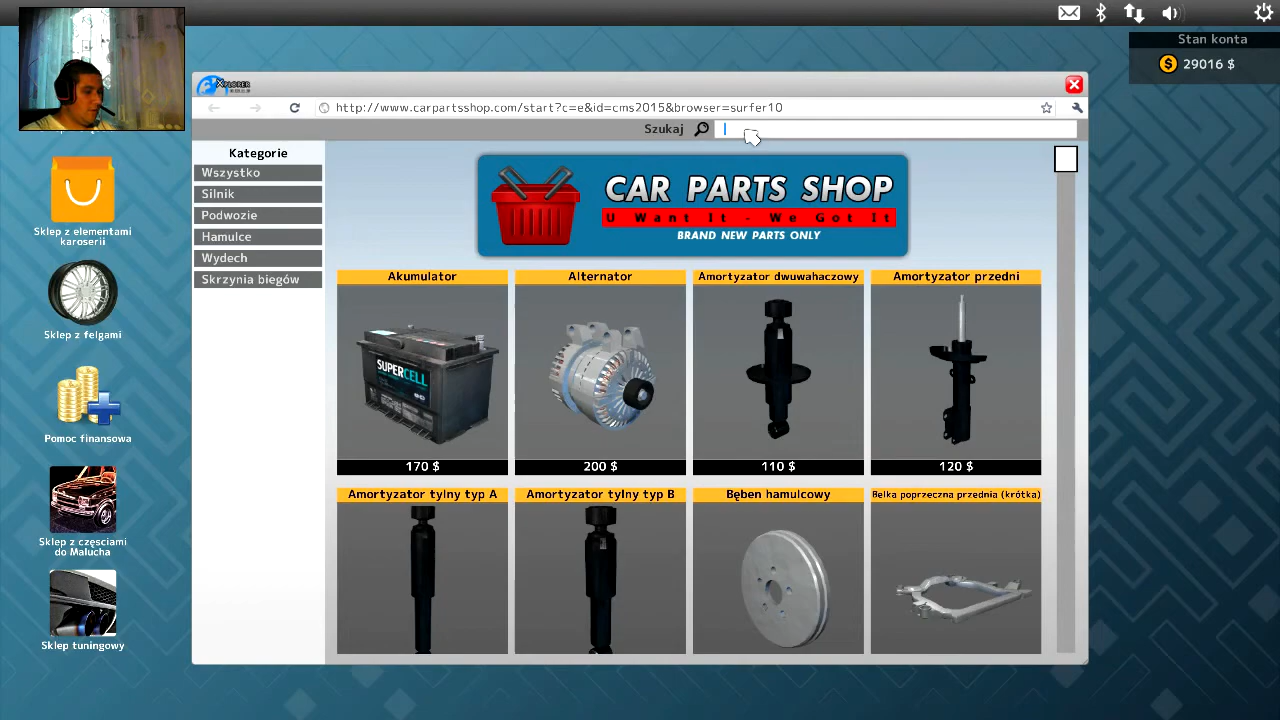 Stan konta
29016 $
XPLORER
http://www.carpartsshop.com/start?c=e&id=cms2015&browser=surfer10
Szukaj
Kategorie
Wszystko
Silnik
Podwozie
Hamulce
Wydech
Skrzynia biegów
CAR PARTS SHOP
U Want It - We Got It
BRAND NEW PARTS ONLY
Akumulator
Alternator
Amortyzator dwuwahaczowy
Amortyzator przedni
SUPERCELL
170 $
200 $
110 $
120 $
Amortyzator tylny typ A
Amortyzator tylny typ B
Bęben hamulcowy
Belka poprzeczna przednia (krótka)
Sklep z elementami
karoserii
Sklep z felgami
Pomoc finansowa
Sklep z częsciami
do Malucha
Sklep tuningowy